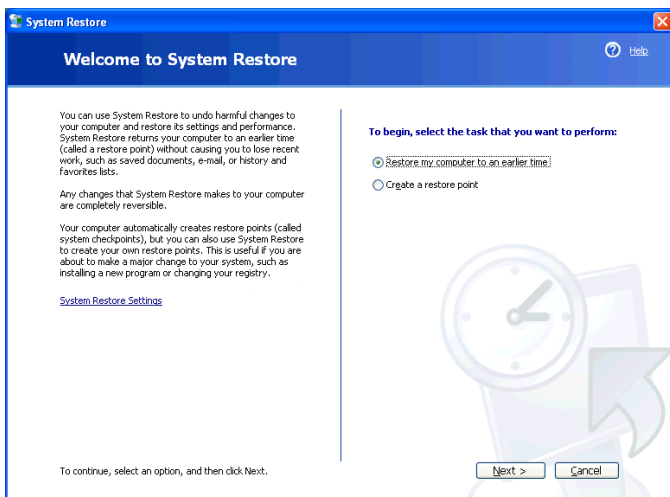 System Restore
Welcome to System Restore
Help
You can use System Restore to undo harmful changes to
your computer and restore its settings and performance.
System Restore returns your computer to an earlier time
(called a restore point) without causing you to lose recent
work, such as saved documents, e-mail, or history and
favorites lists.
Any changes that System Restore makes to your computer
are completely reversible.
Your computer automatically creates restore points (called
system checkpoints), but you can also use System Restore
to create your own restore points. This is useful if you are
about to make a major change to your system, such as
installing a new program or changing your registry.
System Restore Settings
To continue, select an option, and then click Next.
To begin, select the task that you want to perform:
Restore my computer to an earlier time
Create a restore point
Next >
Cancel